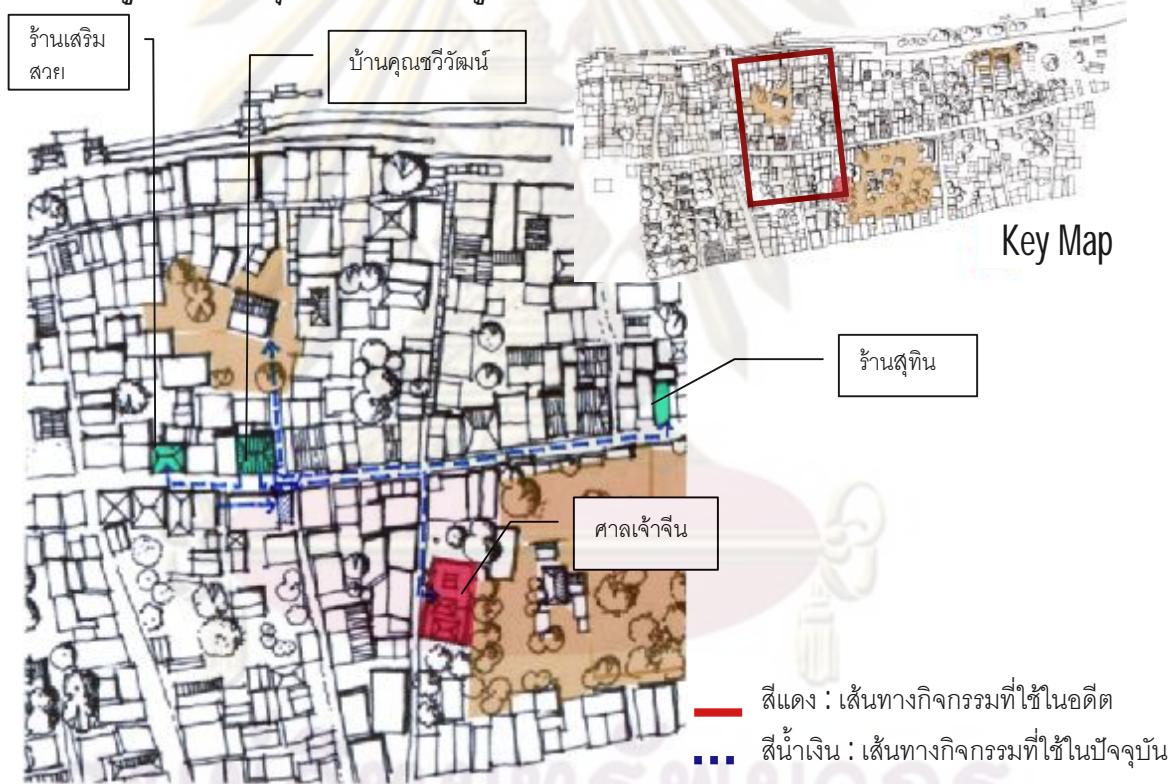 ร้านเสริม
สวย
บ้านคุณชวีวัฒน์
Key Map
ร้านสุทิน
ศาลเจ้าจีน
สีแดง : เส้นทางกิจกรรมที่ใช้ในอดีต
สีน้ำเงิน : เส้นทางกิจกรรมที่ใช้ในปัจจุบัน